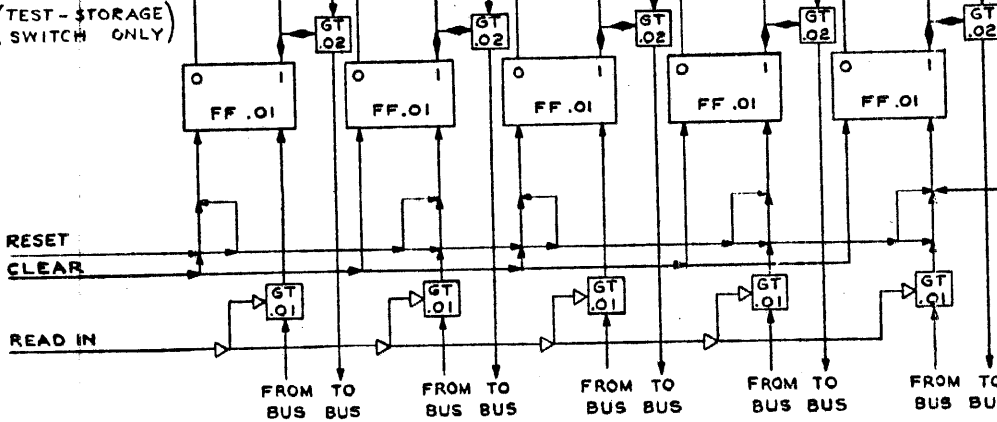 (TEST-STORAGE
SWITCH ONLY)
GT .02 GT .02 GT .02 GT .02 GT .02
0 1 0 1 0 1 0 1 0 1
FF .01 FF .01 FF .01 FF .01 FF .01
RESET
CLEAR
GT .01 GT .01 GT .01 GT .01 GT .01
READ IN
FROM TO FROM TO FROM TO FROM TO FROM
BUS BUS BUS BUS BUS BUS BUS BUS BUS